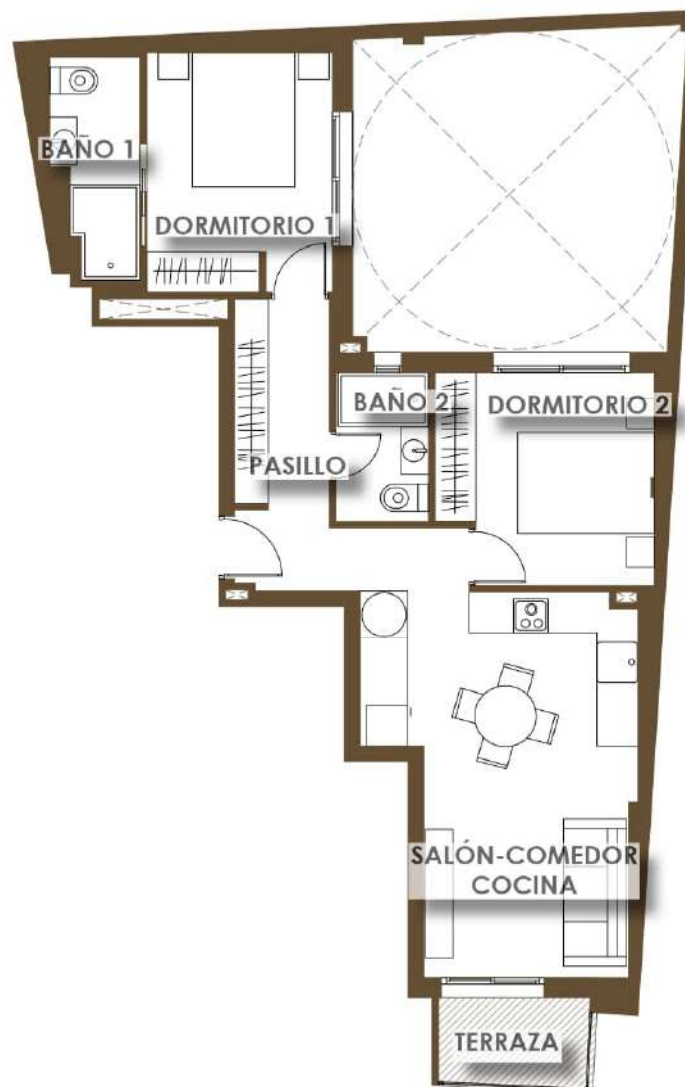 BAÑO 1
DORMITORIO 1
BAÑO 2
DORMITORIO 2
PASILLO
SALÓN-COMEDOR
COCINA
TERRAZA